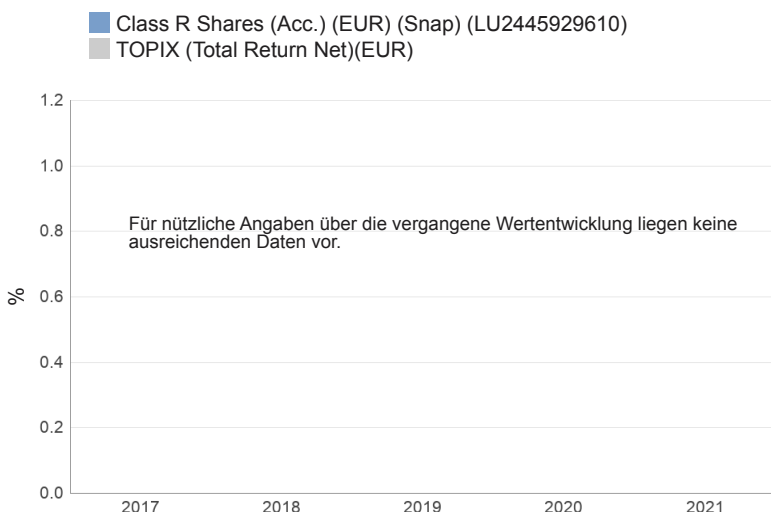 Class R Shares (Acc.) (EUR) (Snap) (LU2445929610)
TOPIX (Total Return Net)(EUR)
1.2
1.0
Für nützliche Angaben über die vergangene Wertentwicklung liegen keine
ausreichenden Daten vor.
0.8
%
0.6
0.4
0.2
0.0
2017 2018 2019 2020 2021